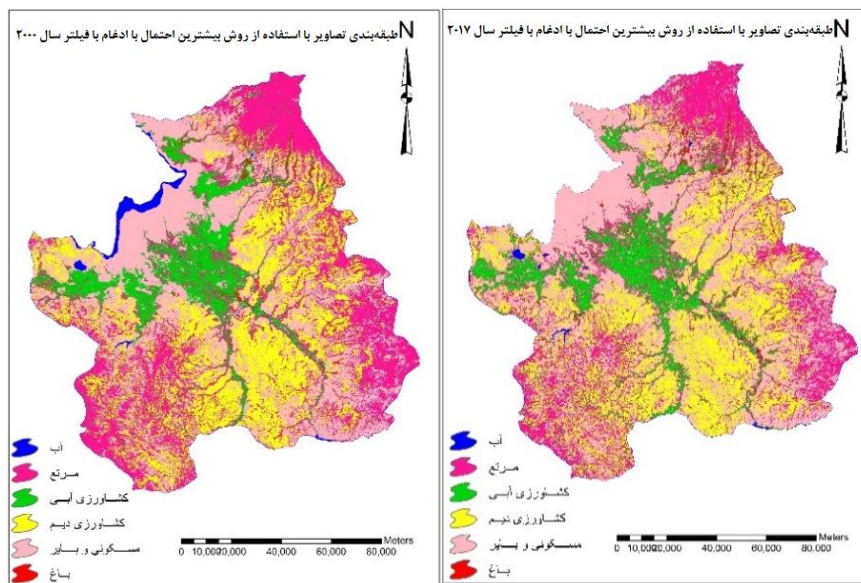 طبقه‌بندی تصاویر با استفاده از روش بیشترین احتمال با ادغام با فیلتر سال ۲۰۰۰
N
آب
مرتع
کشاورزی آبی
کشاورزی دیم
مسکونی و بایر
باغ
Meters
0 10,000 20,000 40,000 60,000 80,000
طبقه‌بندی تصاویر با استفاده از روش بیشترین احتمال با ادغام با فیلتر سال ۲۰۱۷
N
آب
مرتع
کشاورزی آبی
کشاورزی دیم
مسکونی و بایر
باغ
Meters
0 10,000 20,000 40,000 60,000 80,000